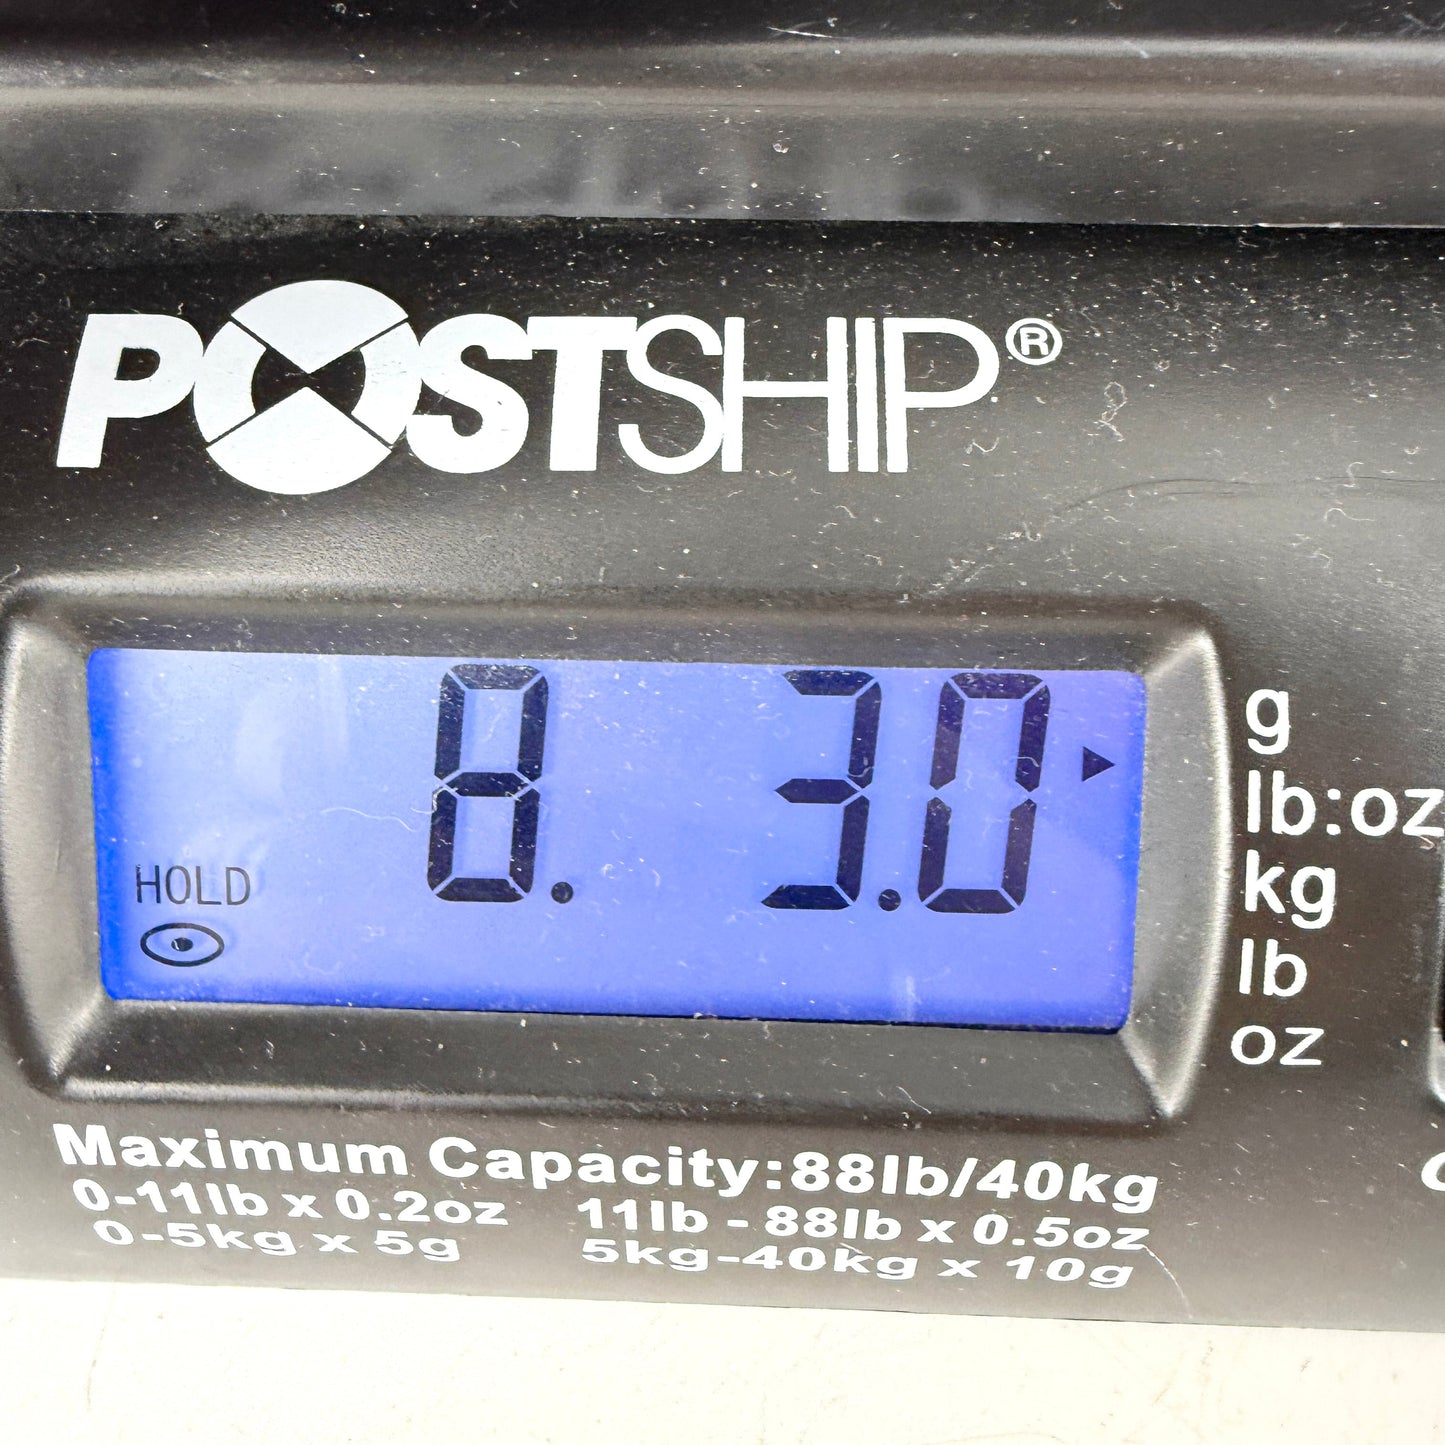 POSTSHIP®
8. 3.0
HOLD
g
lb:oz
kg
lb
oz
Maximum Capacity:88lb/40kg
0-11lb x 0.2oz 11lb - 88lb x 0.5oz
0-5kg x 5g 5kg-40kg x 10g